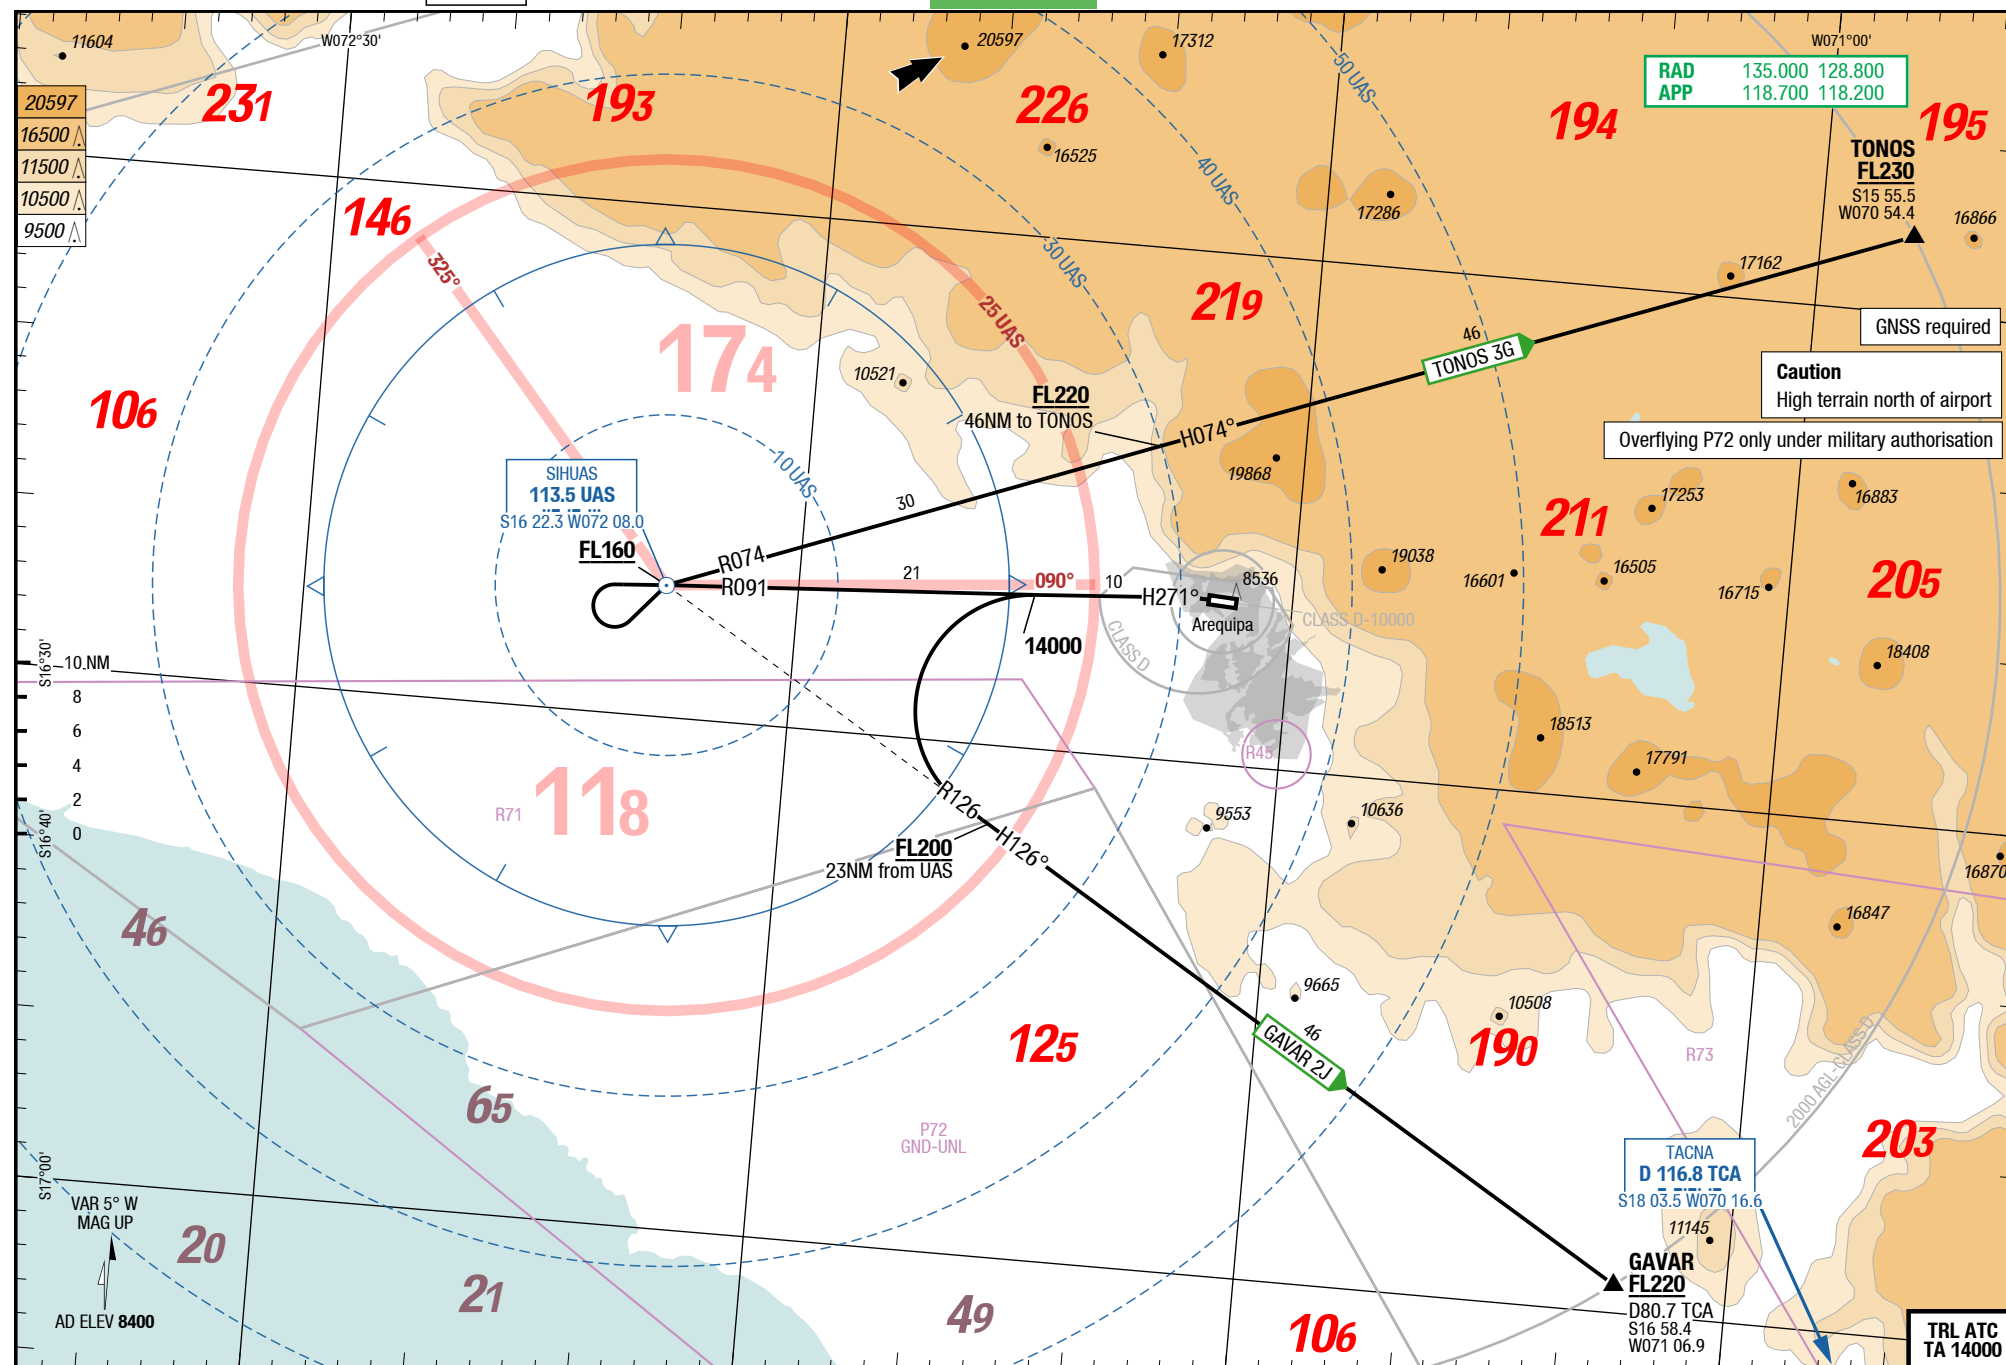 11604
W072°30'
20597
17312
50 UAS
W071°00'
RAD 135.000 128.800
APP 118.700 118.200
20597
16500
11500
10500
9500
231
193
226
194
195
16525
40 UAS
TONOS
FL230
S15 55.5
W070 54.4
16866
17286
146
325°
30 UAS
17162
219
25 UAS
GNSS required
174
46
TONOS 3G
Caution
High terrain north of airport
10521
FL220
46NM to TONOS
H074°
Overflying P72 only under military authorisation
106
10 UAS
19868
SIHUAS
113.5 UAS
S16 22.3 W072 08.0
FL160
30
17253
16883
211
R074
R091
21
090°
10
H271°
8536
Arequipa
19038
16601
16505
16715
205
CLASS D-10000
CLASS D
14000
18408
S16°30'
10 NM
8
6
4
2
0
18513
17791
R45
R71
118
R126
H126°
9553
10636
S16°40'
FL200
23NM from UAS
16870
16847
46
9665
10508
125
46
GAVAR 2J
190
R73
2000 AGL-CLASS D
65
P72
GND-UNL
203
TACNA
D 116.8 TCA
S18 03.5 W070 16.6
11145
S17°00'
VAR 5° W
MAG UP
20
21
49
106
AD ELEV 8400
GAVAR
FL220
D80.7 TCA
S16 58.4
W071 06.9
TRL ATC
TA 14000